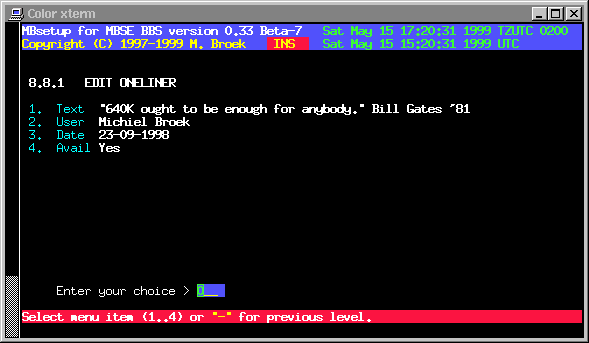 Color xterm
MBsetup for MBSE BBS version 0.33 Beta-7 Sat May 15 17:20:31 1999 TZUTC 0200
Copyright (C) 1997-1999 M. Broek INS Sat May 15 15:20:31 1999 UTC
8.8.1 EDIT ONELINER
1. Text "640K ought to be enough for anybody." Bill Gates ´81
2. User Michiel Broek
3. Date 23-09-1998
4. Avail Yes
Enter your choice > 0__
Select menu item (1..4) or "-" for previous level.